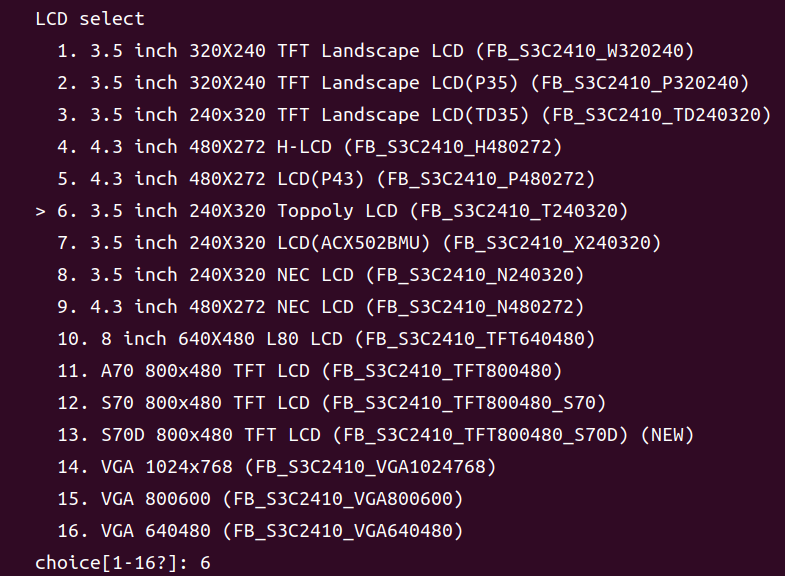 LCD select
1. 3.5 inch 320X240 TFT Landscape LCD (FB_S3C2410_W320240)
2. 3.5 inch 320X240 TFT Landscape LCD(P35) (FB_S3C2410_P320240)
3. 3.5 inch 240x320 TFT Landscape LCD(TD35) (FB_S3C2410_TD240320)
4. 4.3 inch 480X272 H-LCD (FB_S3C2410_H480272)
5. 4.3 inch 480X272 LCD(P43) (FB_S3C2410_P480272)
> 6. 3.5 inch 240X320 Toppoly LCD (FB_S3C2410_T240320)
7. 3.5 inch 240X320 LCD(ACX502BMU) (FB_S3C2410_X240320)
8. 3.5 inch 240X320 NEC LCD (FB_S3C2410_N240320)
9. 4.3 inch 480X272 NEC LCD (FB_S3C2410_N480272)
10. 8 inch 640X480 L80 LCD (FB_S3C2410_TFT640480)
11. A70 800x480 TFT LCD (FB_S3C2410_TFT800480)
12. S70 800x480 TFT LCD (FB_S3C2410_TFT800480_S70)
13. S70D 800x480 TFT LCD (FB_S3C2410_TFT800480_S70D) (NEW)
14. VGA 1024x768 (FB_S3C2410_VGA1024768)
15. VGA 800600 (FB_S3C2410_VGA800600)
16. VGA 640480 (FB_S3C2410_VGA640480)
choice[1-16?]: 6